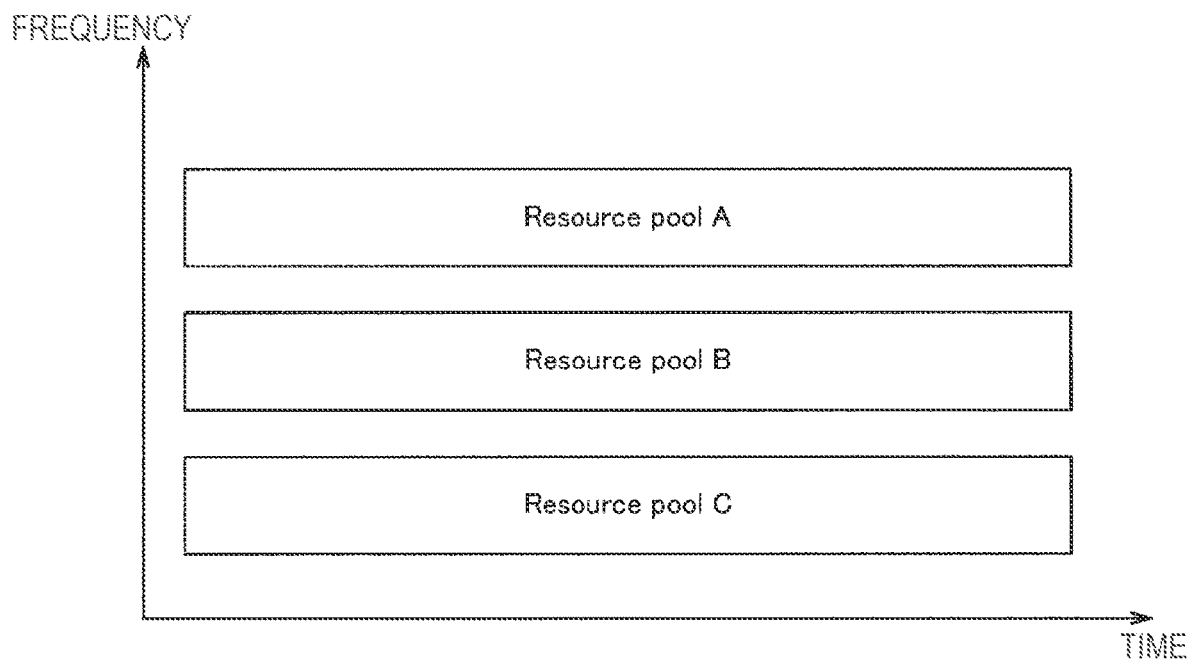 FREQUENCY
Resource pool A
Resource pool B
Resource pool C
TIME